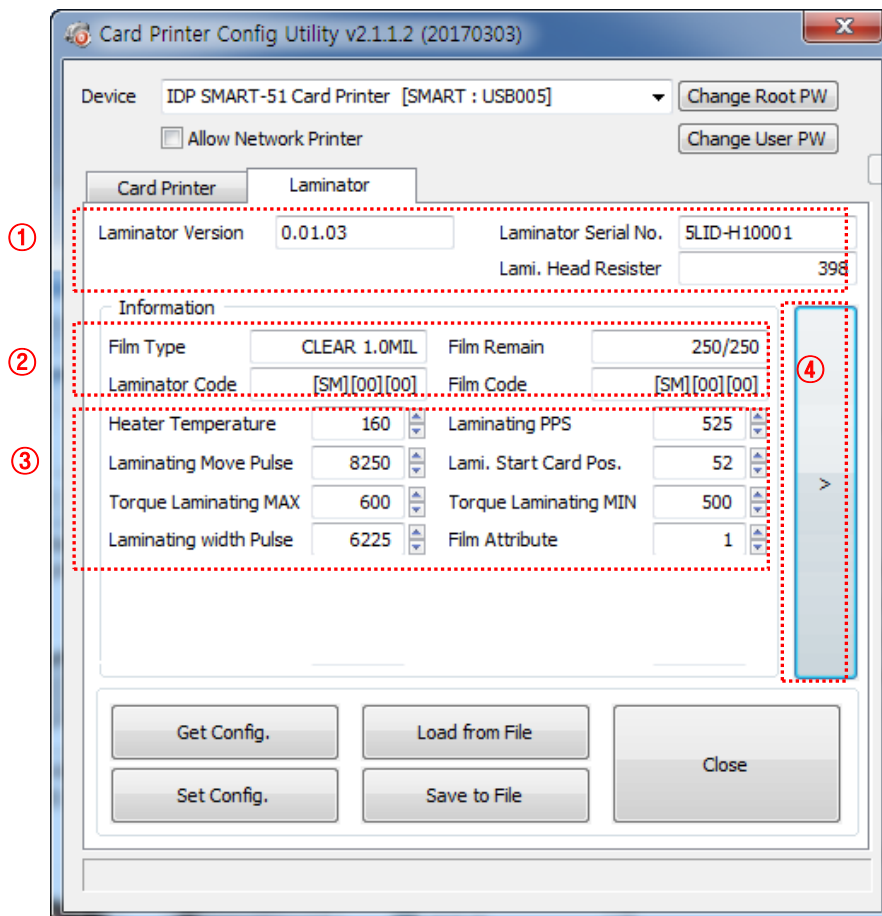 Card Printer Config Utility v2.1.1.2 (20170303)
x
Device IDP SMART-51 Card Printer [SMART : USB005] Change Root PW
Allow Network Printer Change User PW
Card Printer Laminator
① Laminator Version 0.01.03 Laminator Serial No. 5LID-H10001
Lami. Head Resister 398
Information
② Film Type CLEAR 1.0MIL Film Remain 250/250 ④
Laminator Code [SM][00][00] Film Code [SM][00][00]
③ Heater Temperature 160 Laminating PPS 525
Laminating Move Pulse 8250 Lami. Start Card Pos. 52
>
Torque Laminating MAX 600 Torque Laminating MIN 500
Laminating width Pulse 6225 Film Attribute 1
Get Config. Load from File Close
Set Config. Save to File